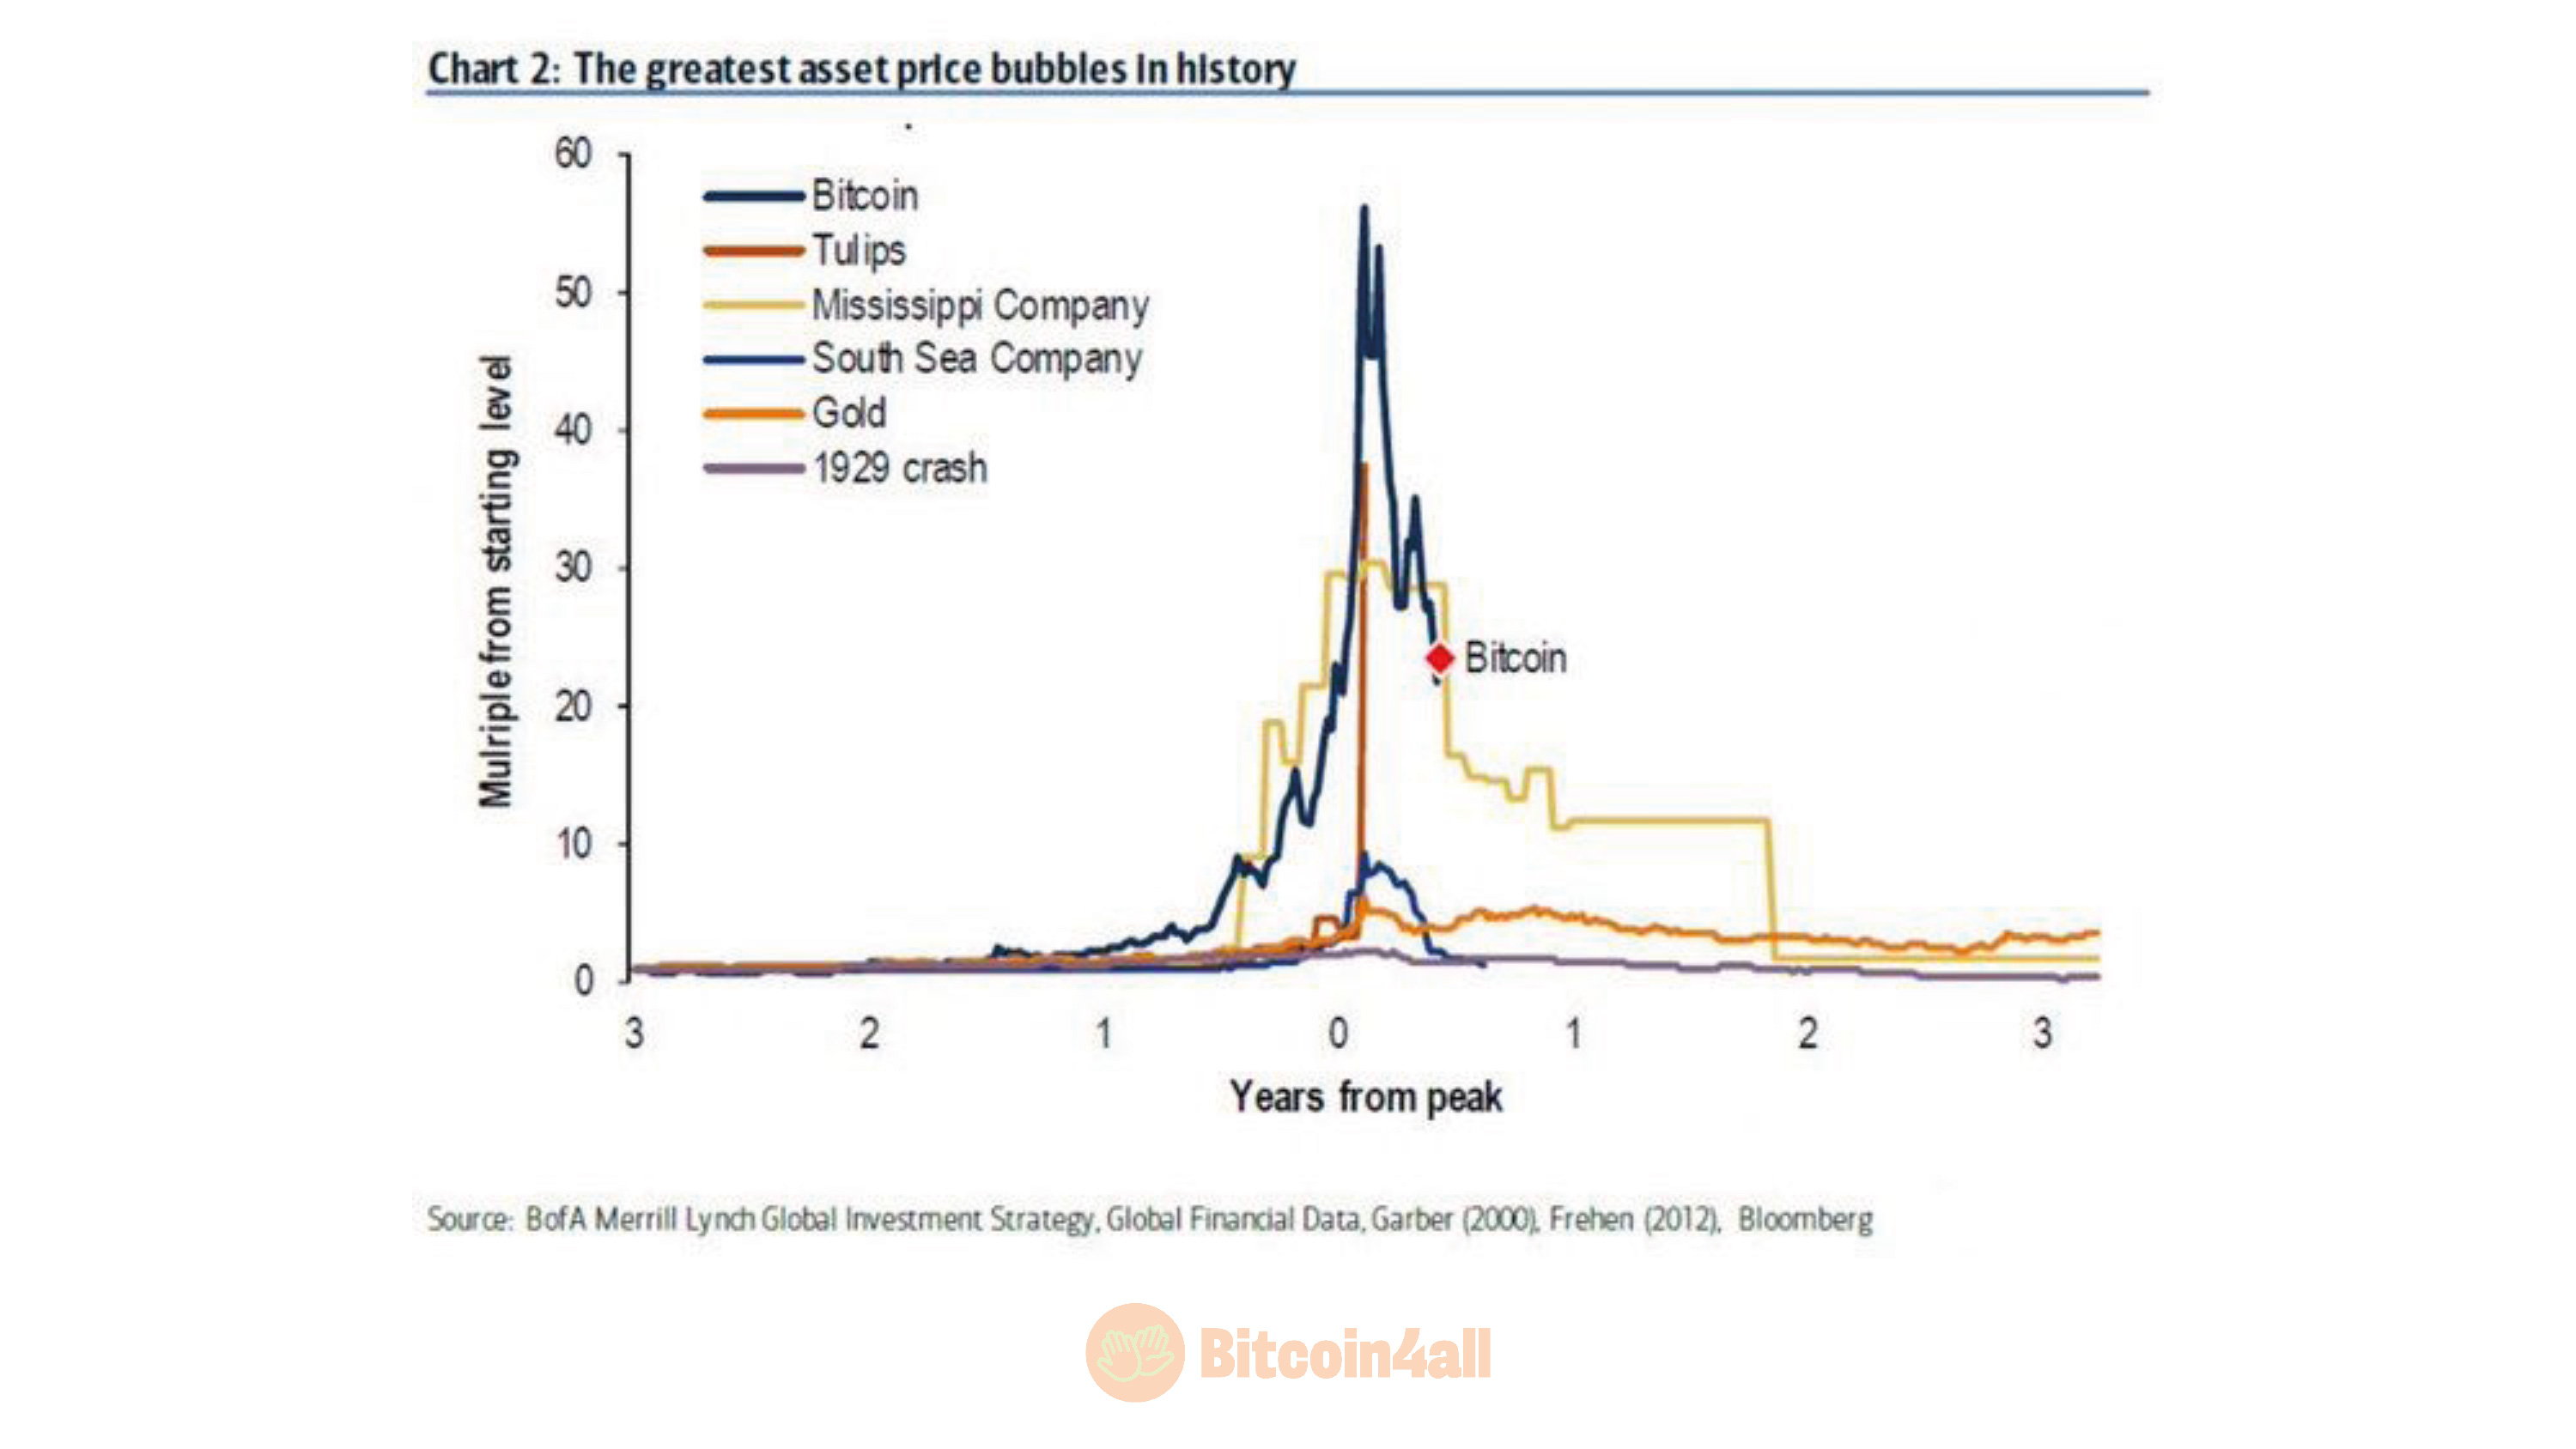 Chart 2: The greatest asset price bubbles in history
60
Bitcoin
Tulips
50
Mississippi Company
South Sea Company
40
Gold
1929 crash
30
20
10
0
Mulriple from starting level
Bitcoin
3 2 1 0 1 2 3
Years from peak
Source: BofA Merrill Lynch Global Investment Strategy, Global Financial Data, Garber (2000), Frehen (2012), Bloomberg
Bitcoin4all